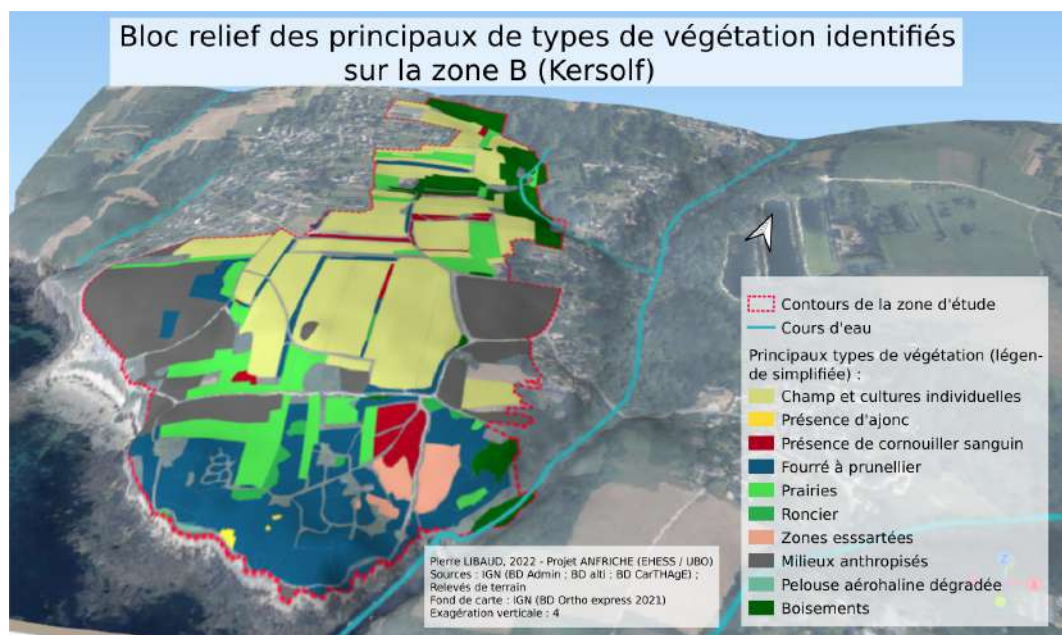 Bloc relief des principaux de types de végétation identifiés
sur la zone B (Kersolf)
Contours de la zone d'étude
Cours d'eau
Principaux types de végétation (légen-
de simplifiée) :
Champ et cultures individuelles
Présence d'ajonc
Présence de cornouiller sanguin
Fourré à prunellier
Prairies
Roncier
Zones esssartées
Milieux anthropisés
Pelouse aérohaline dégradée
Boisements
Pierre LIBAUD, 2022 - Projet ANFRICHE (EHESS / UBO)
Sources : IGN (BD Admin ; BD alti ; BD CarTHAgE) ;
Relevés de terrain
Fond de carte : IGN (BD Ortho express 2021)
Exagération verticale : 4